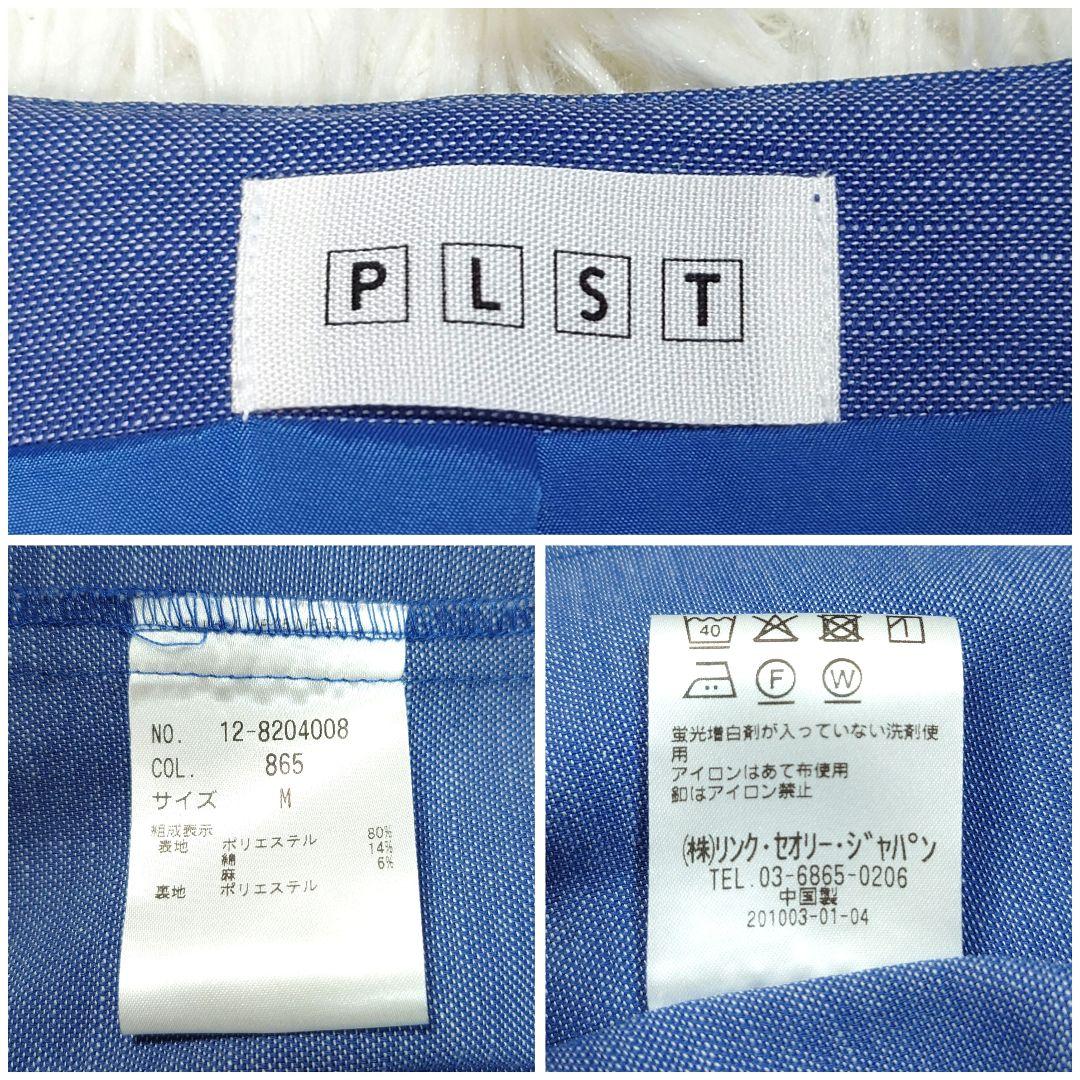 PLST
NO. 12-8204008
COL. 865
サイズ M
組成表示
表地 ポリエステル 80%
綿 14%
麻 6%
裏地 ポリエステル
40
F W
蛍光増白剤が入っていない洗剤使
用
アイロンはあて布使用
釦はアイロン禁止
(株)リンク・セオリー・ジャパン
TEL.03-6865-0206
中国製
201003-01-04